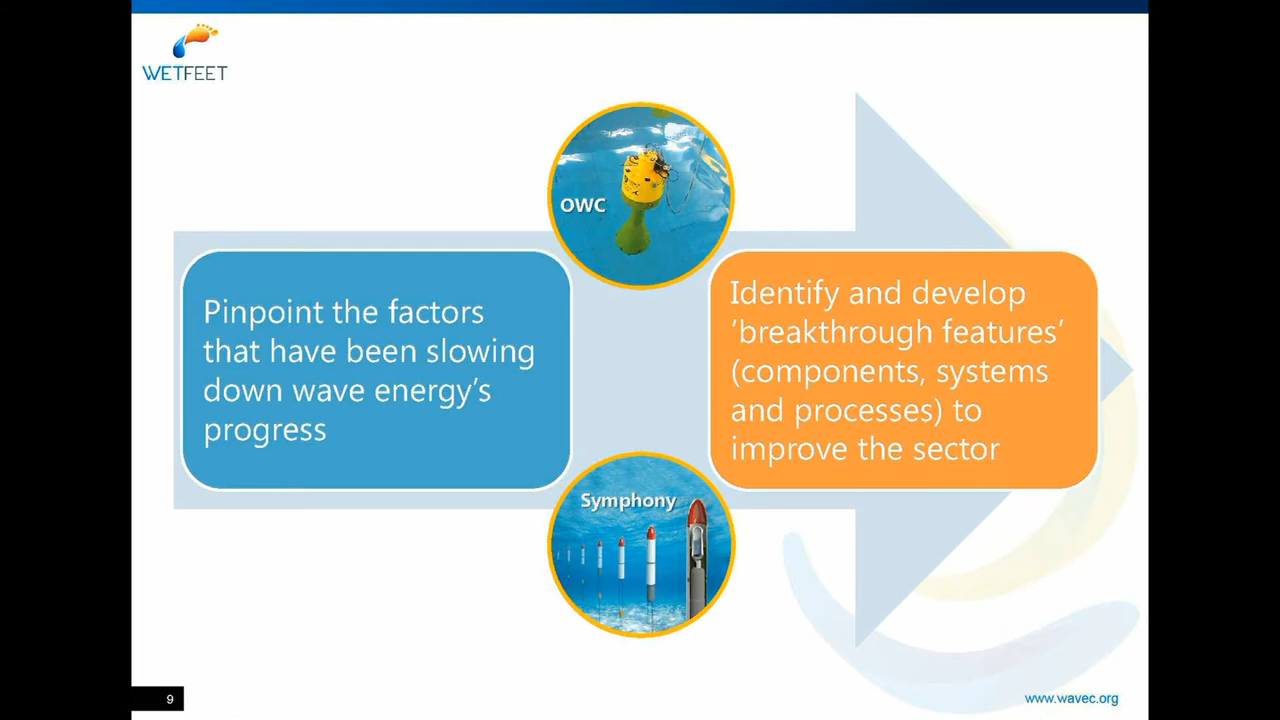 WETFEET
OWC
Pinpoint the factors
that have been slowing
down wave energy’s
progress
Identify and develop
‘breakthrough features’
(components, systems
and processes) to
improve the sector
Symphony
9
www.wavec.org